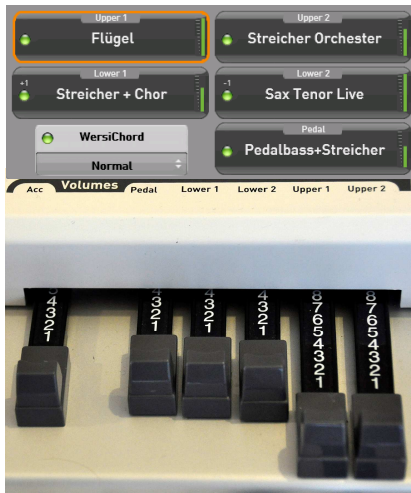 Upper 1
Flügel
Upper 2
Streicher Orchester
+1
Lower 1
Streicher + Chor
-1
Lower 2
Sax Tenor Live
WersiChord
Normal
Pedal
Pedalbass+Streicher
Acc Volumes Pedal Lower 1 Lower 2 Upper 1 Upper 2
4 4 4 4 8 8
3 3 3 3 7 7
2 2 2 2 6 6
1 1 1 1 5 5
4 4
3 3
2 2
1 1